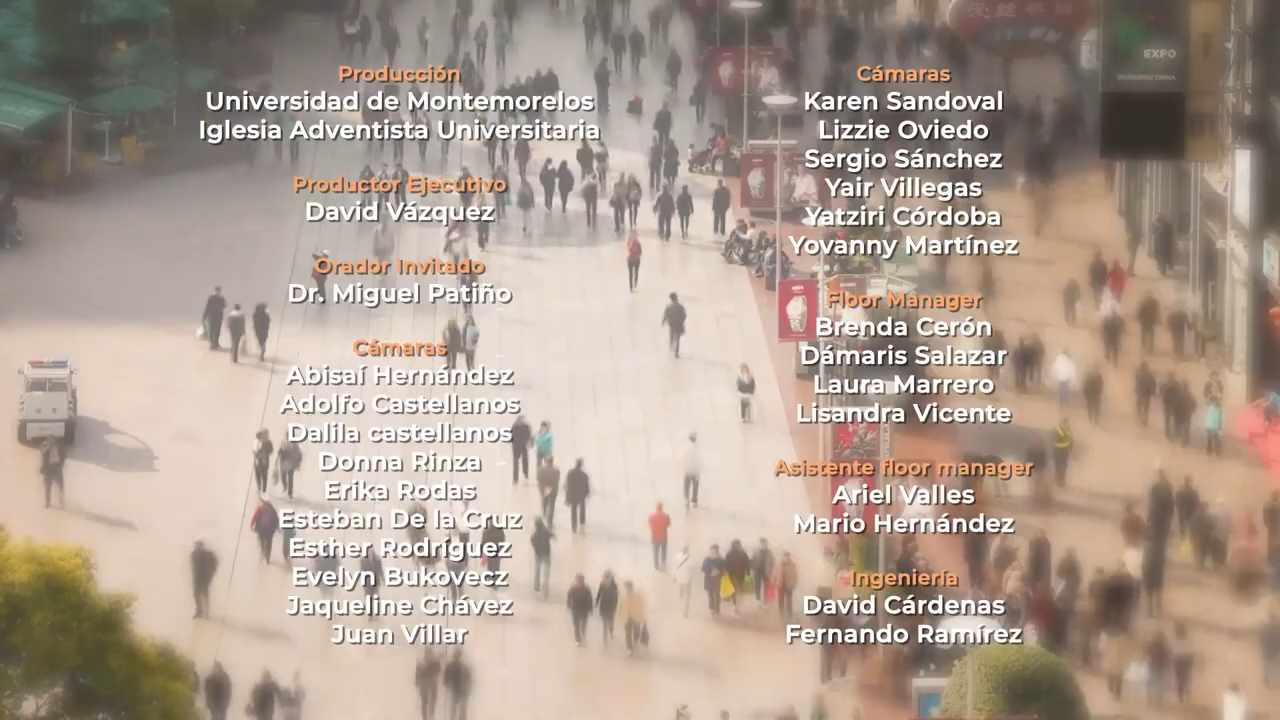 Producción
Universidad de Montemorelos
Iglesia Adventista Universitaria
Productor Ejecutivo
David Vázquez
Orador Invitado
Dr. Miguel Patiño
Cámaras
Abisaí Hernández
Adolfo Castellanos
Dalila castellanos
Donna Rinza
Erika Rodas
Esteban De la Cruz
Esther Rodríguez
Evelyn Bukovecz
Jaqueline Chávez
Juan Villar
Cámaras
Karen Sandoval
Lizzie Oviedo
Sergio Sánchez
Yair Villegas
Yatziri Córdoba
Yovanny Martínez
Floor Manager
Brenda Cerón
Dámaris Salazar
Laura Marrero
Lisandra Vicente
Asistente floor manager
Ariel Valles
Mario Hernández
Ingeniería
David Cárdenas
Fernando Ramírez
EXPO
SHANGHAI CHINA